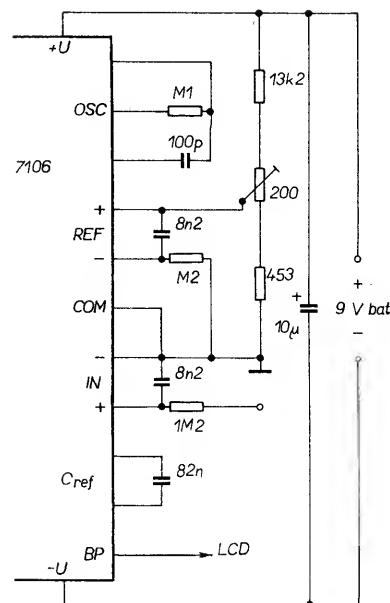 +U
13k2
M1
OSC
100p
7106
200
+
8n2
REF
-
M2
453
COM
+
+
10µ
9 V bat
-
-
8n2
IN
+
1M2
82n
Cref
BP
LCD
-U